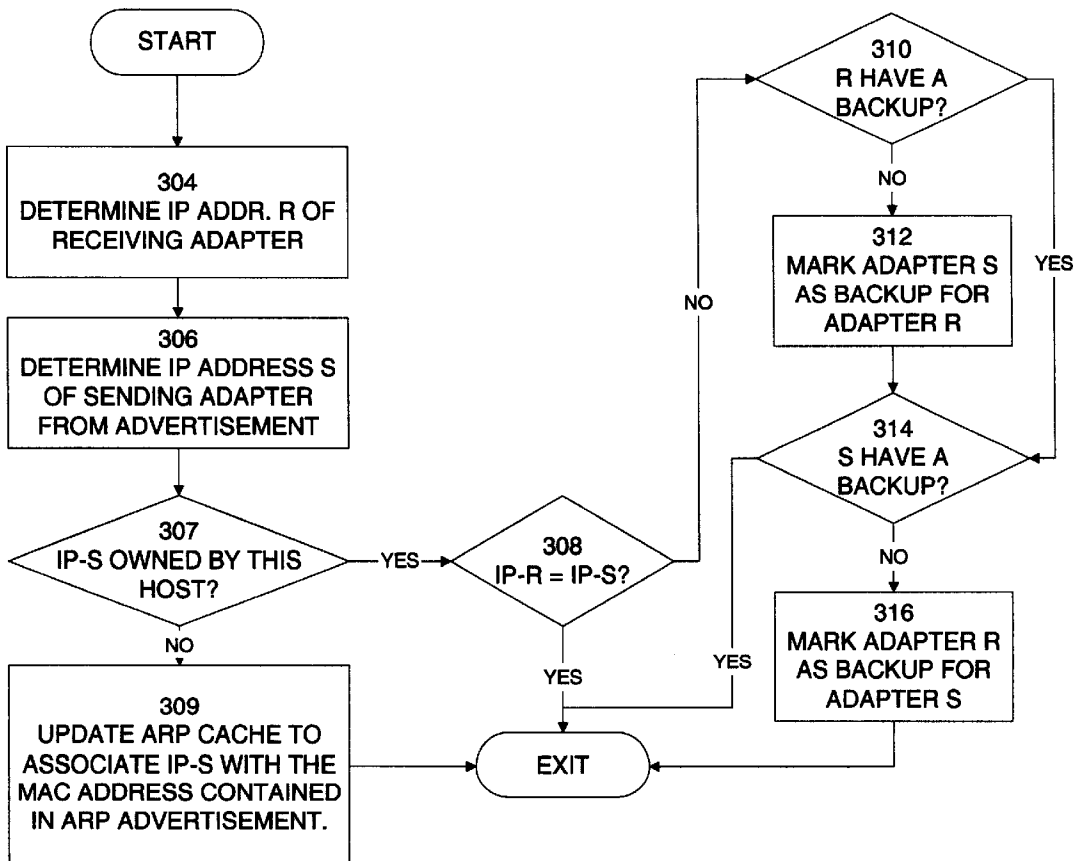 START
304
DETERMINE IP ADDR. R OF
RECEIVING ADAPTER
306
DETERMINE IP ADDRESS S
OF SENDING ADAPTER
FROM ADVERTISEMENT
307
IP-S OWNED BY THIS
HOST?
YES
NO
309
UPDATE ARP CACHE TO
ASSOCIATE IP-S WITH THE
MAC ADDRESS CONTAINED
IN ARP ADVERTISEMENT.
308
IP-R = IP-S?
NO
YES
310
R HAVE A
BACKUP?
NO
YES
312
MARK ADAPTER S
AS BACKUP FOR
ADAPTER R
314
S HAVE A
BACKUP?
YES
NO
316
MARK ADAPTER R
AS BACKUP FOR
ADAPTER S
EXIT